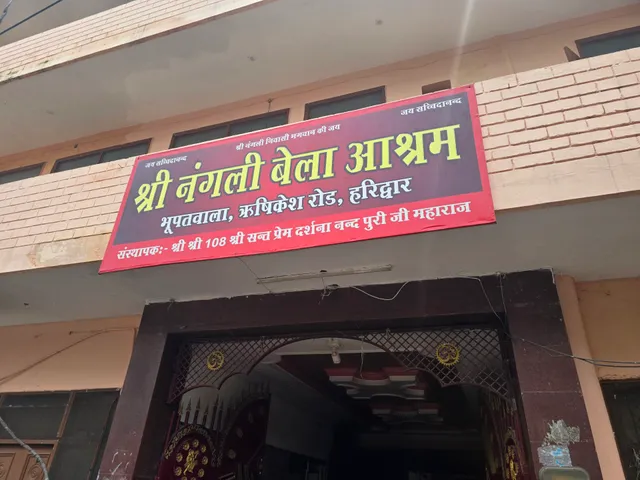 जय सच्चिदानन्द
श्री नंगली निवासी भगवान की जय
जय सच्चिदानन्द
श्री नंगली बेला आश्रम
भूपतवाला, ऋषिकेश रोड, हरिद्वार
संस्थापक:- श्री श्री 108 श्री सन्त प्रेम दर्शना नन्द पुरी जी महाराज